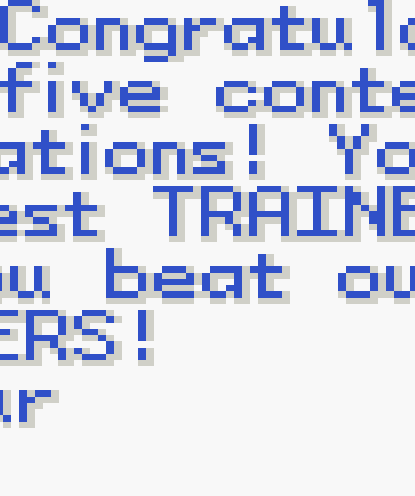 Congratul
five conte
ations! Yo
est TRAINE
u beat ou
ERS!
ur